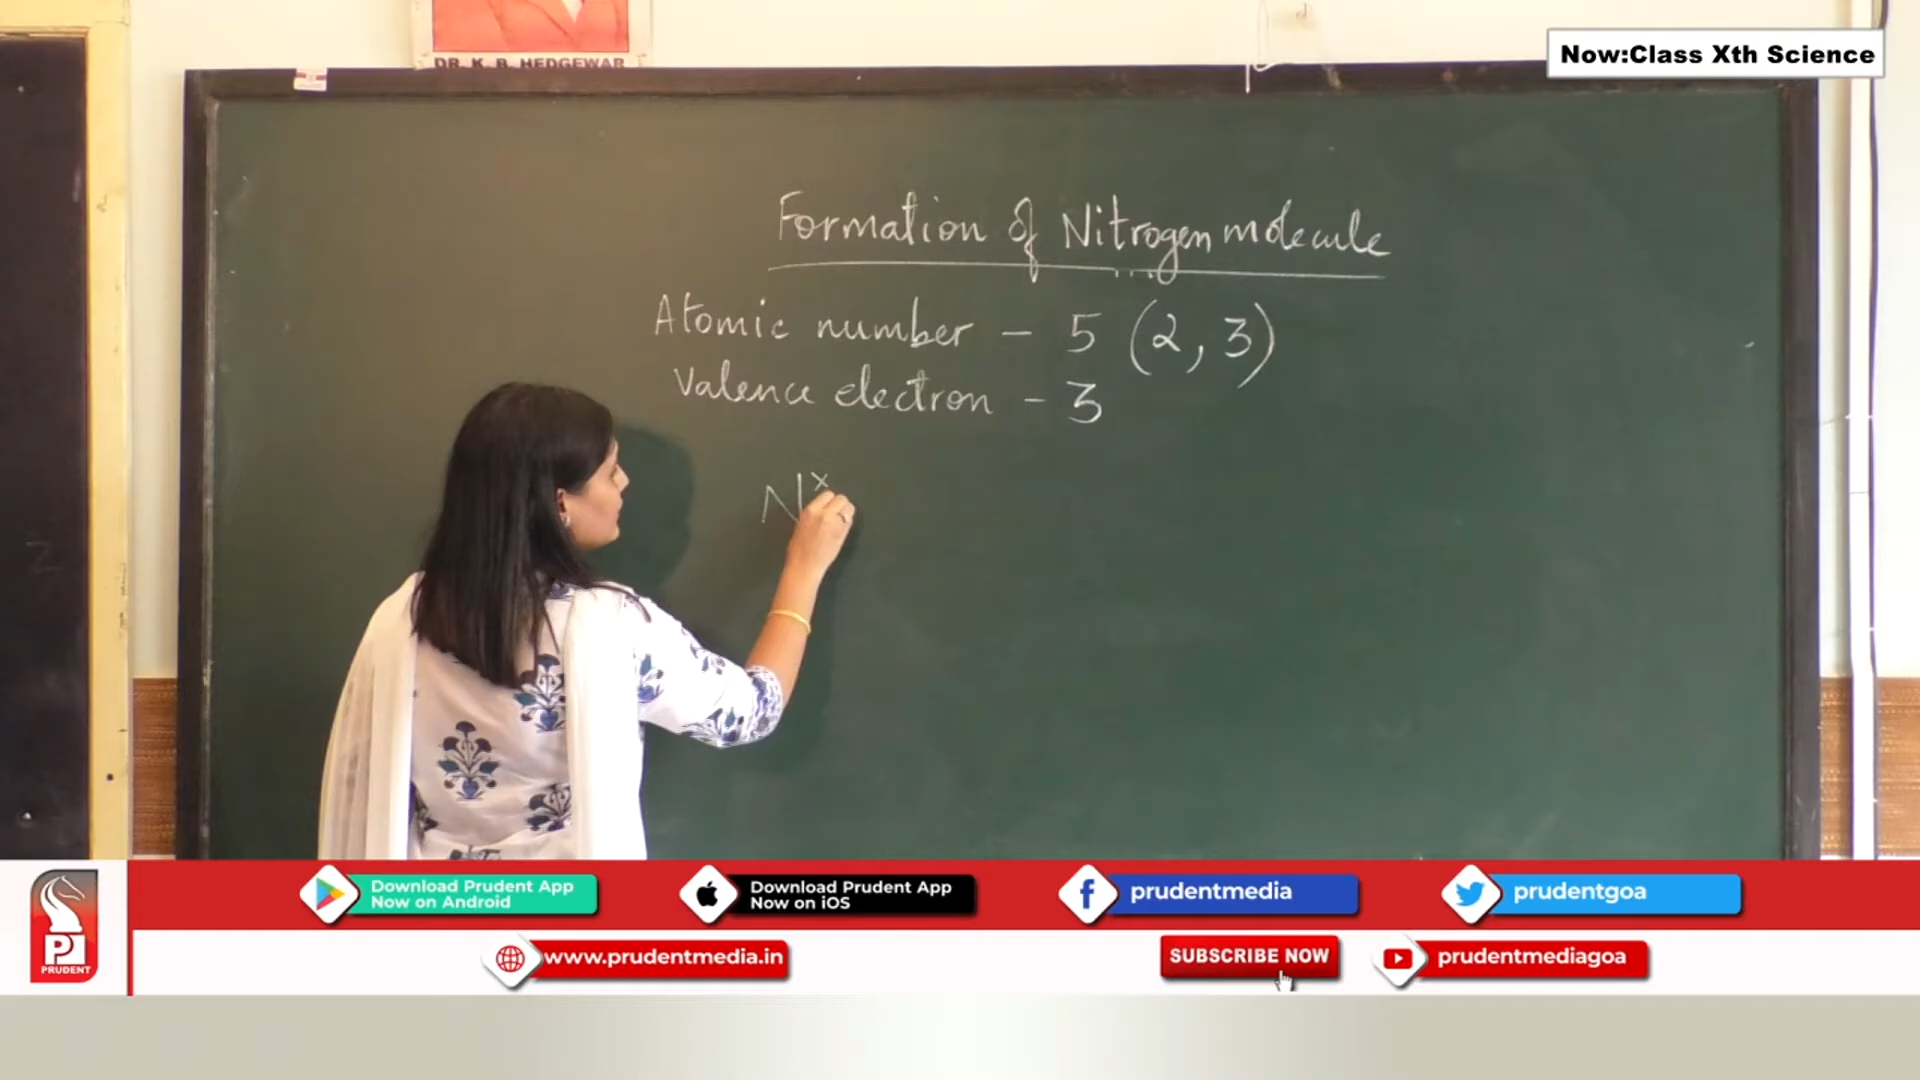 DR. K. B. HEDGEWAR
Now:Class Xth Science
Formation of Nitrogen molecule
Atomic number - 5 (2, 3)
Valence electron - 3
N x
Download Prudent App
Now on Android
Download Prudent App
Now on iOS
prudentmedia
prudentgoa
PRUDENT
www.prudentmedia.in
SUBSCRIBE NOW
prudentmediagoa